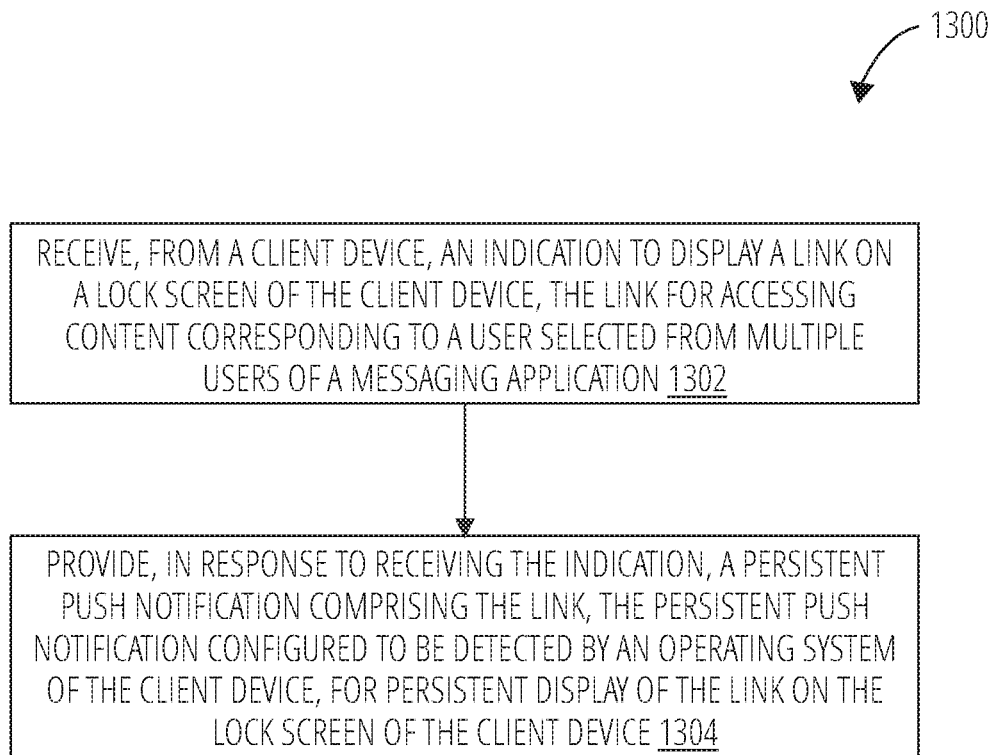 1300
RECEIVE, FROM A CLIENT DEVICE, AN INDICATION TO DISPLAY A LINK ON
A LOCK SCREEN OF THE CLIENT DEVICE, THE LINK FOR ACCESSING
CONTENT CORRESPONDING TO A USER SELECTED FROM MULTIPLE
USERS OF A MESSAGING APPLICATION 1302
PROVIDE, IN RESPONSE TO RECEIVING THE INDICATION, A PERSISTENT
PUSH NOTIFICATION COMPRISING THE LINK, THE PERSISTENT PUSH
NOTIFICATION CONFIGURED TO BE DETECTED BY AN OPERATING SYSTEM
OF THE CLIENT DEVICE, FOR PERSISTENT DISPLAY OF THE LINK ON THE
LOCK SCREEN OF THE CLIENT DEVICE 1304